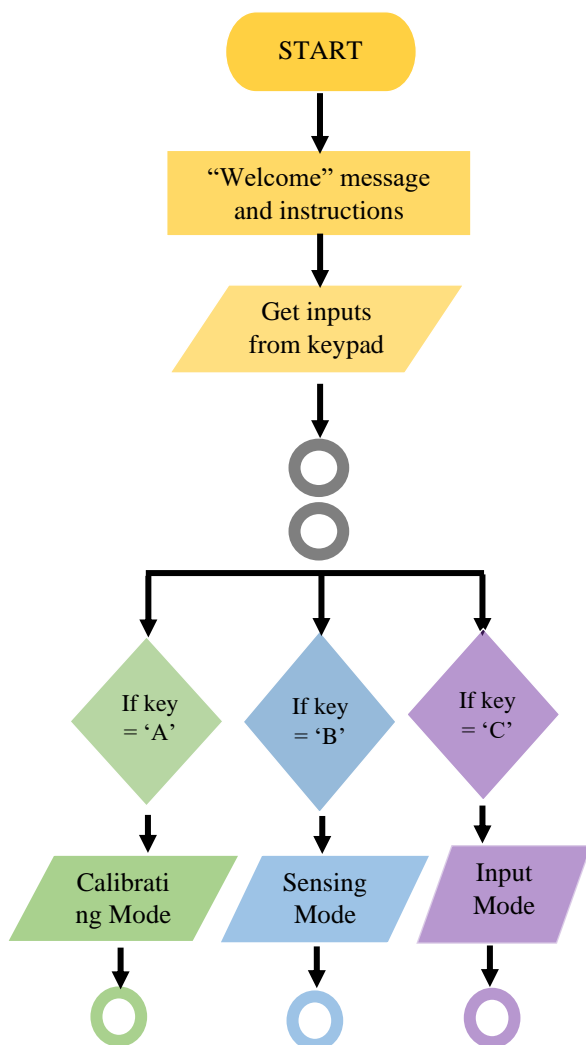 START
“Welcome” message
and instructions
Get inputs
from keypad
If key
= ‘A’
If key
= ‘B’
If key
= ‘C’
Calibrati
ng Mode
Sensing
Mode
Input
Mode